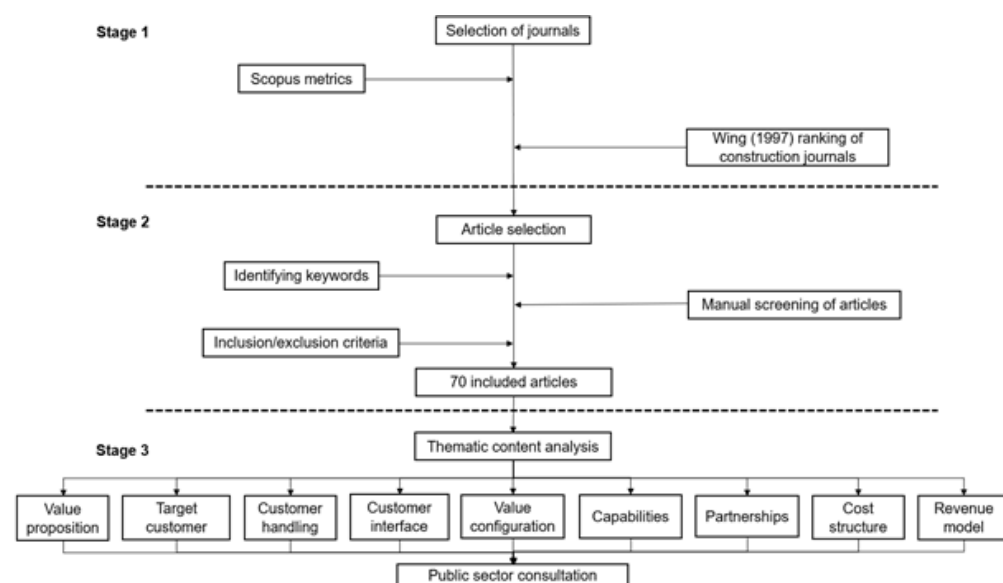 Stage 1
Selection of journals
Scopus metrics
Wing (1997) ranking of
construction journals
Stage 2
Article selection
Identifying keywords
Manual screening of articles
Inclusion/exclusion criteria
70 included articles
Stage 3
Thematic content analysis
Value
proposition
Target
customer
Customer
handling
Customer
interface
Value
configuration
Capabilities
Partnerships
Cost
structure
Revenue
model
Public sector consultation